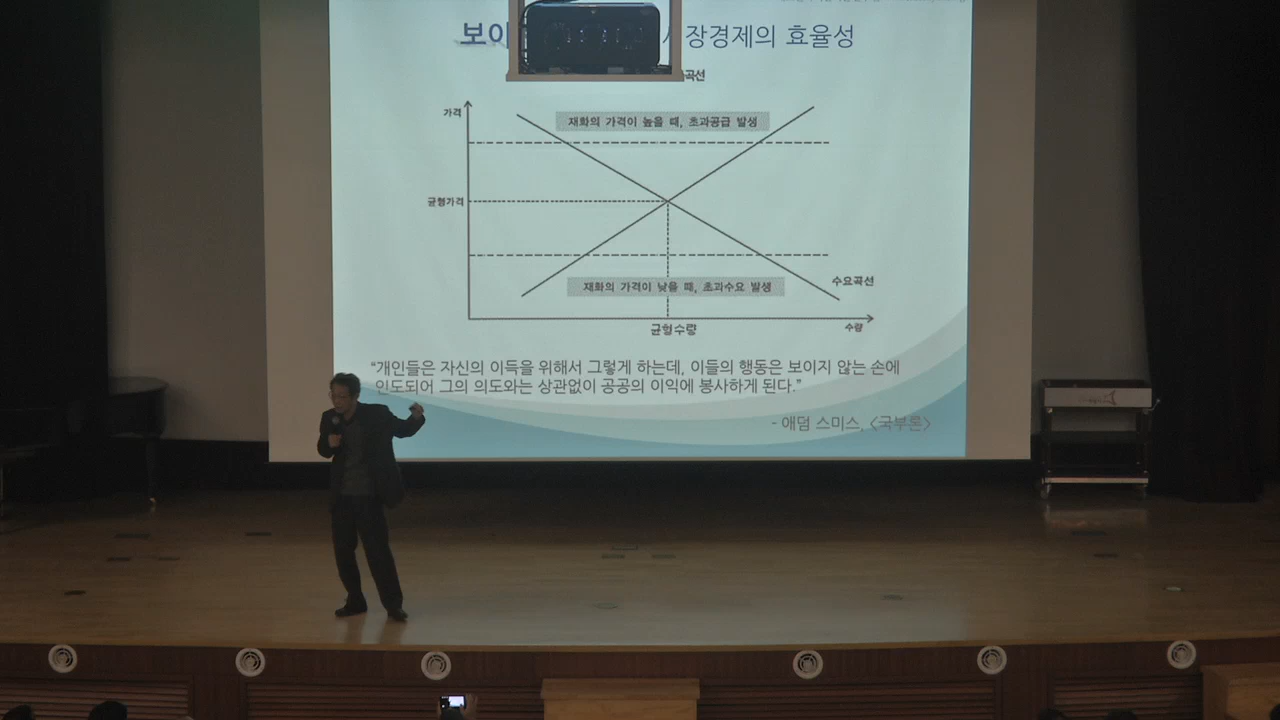 보이 장경제의 효율성
곡선
가격
재화의 가격이 높을 때, 초과공급 발생
균형가격
수요곡선
재화의 가격이 낮을 때, 초과수요 발생
균형수량
수량
“개인들은 자신의 이득을 위해서 그렇게 하는데, 이들의 행동은 보이지 않는 손에
인도되어 그의 의도와는 상관없이 공공의 이익에 봉사하게 된다.”
- 애덤 스미스, <국부론>